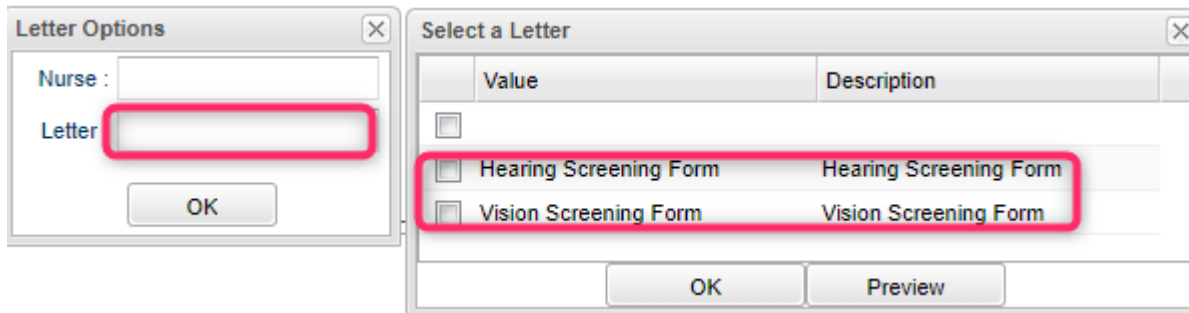 Letter Options
Nurse :
Letter
OK
Select a Letter
Value Description
Hearing Screening Form Hearing Screening Form
Vision Screening Form Vision Screening Form
OK Preview